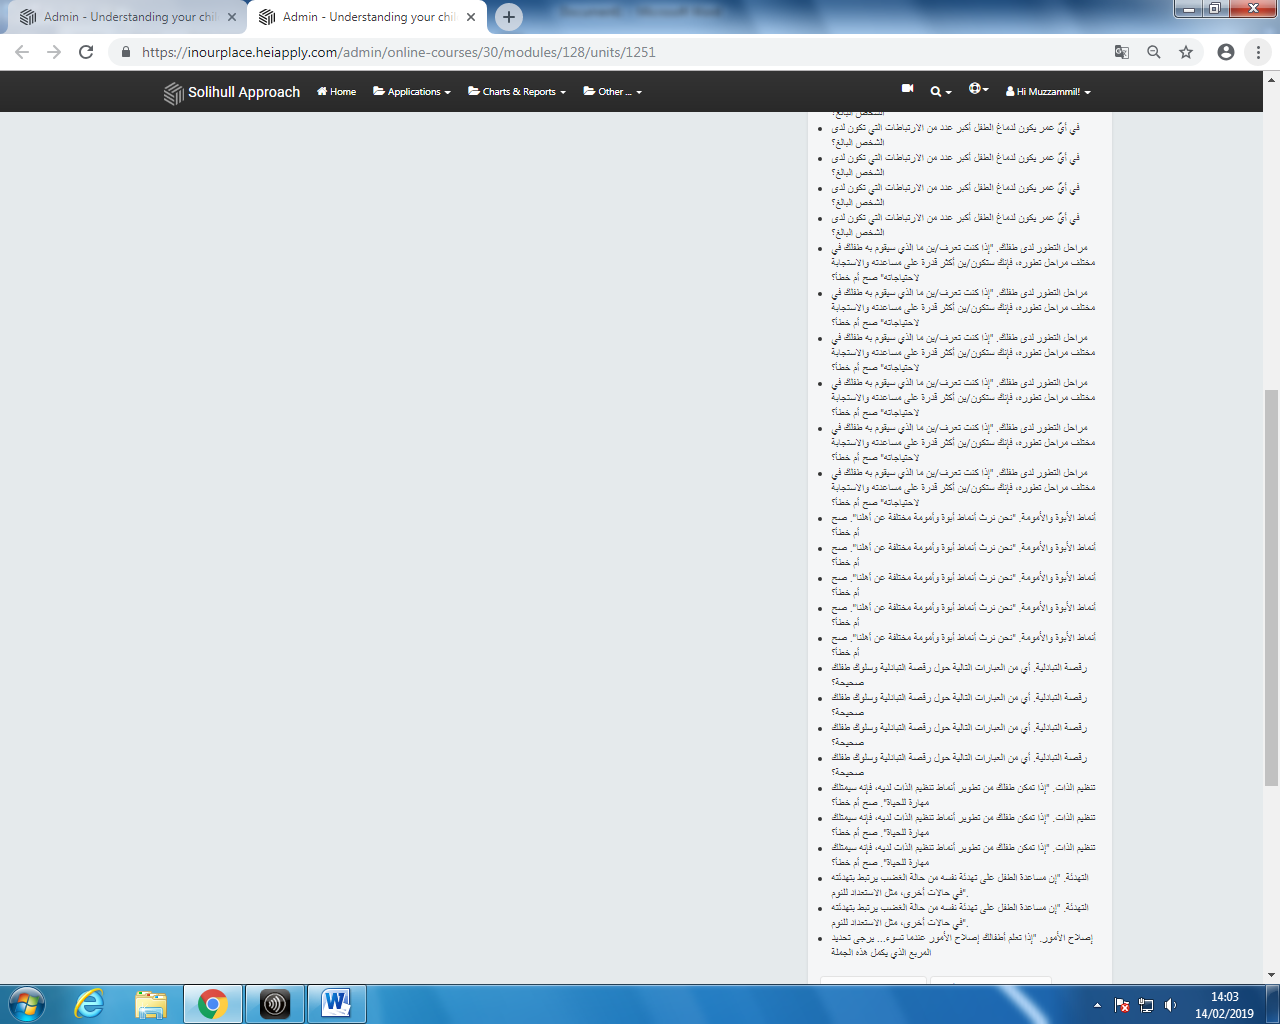 Admin - Understanding your chil
Admin - Understanding your chil
https://inourplace.heiapply.com/admin/online-courses/30/modules/128/units/1251
Solihull Approach Home Applications Charts & Reports Other ... Hi Muzzammil!
الشخص البالغ؟
في أيّ عمر يكون لدماغ الطفل أكبر عدد من الارتباطات التي تكون لدى
الشخص البالغ؟
في أيّ عمر يكون لدماغ الطفل أكبر عدد من الارتباطات التي تكون لدى
الشخص البالغ؟
في أيّ عمر يكون لدماغ الطفل أكبر عدد من الارتباطات التي تكون لدى
الشخص البالغ؟
في أيّ عمر يكون لدماغ الطفل أكبر عدد من الارتباطات التي تكون لدى
الشخص البالغ؟
مراحل التطور لدى طفلك. "إذا كنت تعرف/ين ما الذي سيقوم به طفلك في
مختلف مراحل تطوره، فإنك ستكون/ين أكثر قدرة على مساعدته والاستجابة
لاحتياجاته" صح أم خطأ؟
مراحل التطور لدى طفلك. "إذا كنت تعرف/ين ما الذي سيقوم به طفلك في
مختلف مراحل تطوره، فإنك ستكون/ين أكثر قدرة على مساعدته والاستجابة
لاحتياجاته" صح أم خطأ؟
مراحل التطور لدى طفلك. "إذا كنت تعرف/ين ما الذي سيقوم به طفلك في
مختلف مراحل تطوره، فإنك ستكون/ين أكثر قدرة على مساعدته والاستجابة
لاحتياجاته" صح أم خطأ؟
مراحل التطور لدى طفلك. "إذا كنت تعرف/ين ما الذي سيقوم به طفلك في
مختلف مراحل تطوره، فإنك ستكون/ين أكثر قدرة على مساعدته والاستجابة
لاحتياجاته" صح أم خطأ؟
مراحل التطور لدى طفلك. "إذا كنت تعرف/ين ما الذي سيقوم به طفلك في
مختلف مراحل تطوره، فإنك ستكون/ين أكثر قدرة على مساعدته والاستجابة
لاحتياجاته" صح أم خطأ؟
مراحل التطور لدى طفلك. "إذا كنت تعرف/ين ما الذي سيقوم به طفلك في
مختلف مراحل تطوره، فإنك ستكون/ين أكثر قدرة على مساعدته والاستجابة
لاحتياجاته" صح أم خطأ؟
أنماط الأبوة والأمومة. "نحن نرث أنماط أبوة وأمومة مختلفة عن أهلنا". صح
أم خطأ؟
أنماط الأبوة والأمومة. "نحن نرث أنماط أبوة وأمومة مختلفة عن أهلنا". صح
أم خطأ؟
أنماط الأبوة والأمومة. "نحن نرث أنماط أبوة وأمومة مختلفة عن أهلنا". صح
أم خطأ؟
أنماط الأبوة والأمومة. "نحن نرث أنماط أبوة وأمومة مختلفة عن أهلنا". صح
أم خطأ؟
أنماط الأبوة والأمومة. "نحن نرث أنماط أبوة وأمومة مختلفة عن أهلنا". صح
أم خطأ؟
رقصة التبادلية. أي من العبارات التالية حول رقصة التبادلية وسلوك طفلك
صحيحة؟
رقصة التبادلية. أي من العبارات التالية حول رقصة التبادلية وسلوك طفلك
صحيحة؟
رقصة التبادلية. أي من العبارات التالية حول رقصة التبادلية وسلوك طفلك
صحيحة؟
رقصة التبادلية. أي من العبارات التالية حول رقصة التبادلية وسلوك طفلك
صحيحة؟
تنظيم الذات. "إذا تمكن طفلك من تطوير أنماط تنظيم الذات لديه، فإنه سيمتلك
مهارة للحياة". صح أم خطأ؟
تنظيم الذات. "إذا تمكن طفلك من تطوير أنماط تنظيم الذات لديه، فإنه سيمتلك
مهارة للحياة". صح أم خطأ؟
تنظيم الذات. "إذا تمكن طفلك من تطوير أنماط تنظيم الذات لديه، فإنه سيمتلك
مهارة للحياة". صح أم خطأ؟
التهدئة. "إن مساعدة الطفل على تهدئة نفسه من حالة الغضب يرتبط بتهدئته
في حالات أخرى، مثل الاستعداد للنوم".
التهدئة. "إن مساعدة الطفل على تهدئة نفسه من حالة الغضب يرتبط بتهدئته
في حالات أخرى، مثل الاستعداد للنوم".
إصلاح الأمور. "إذا تعلم أطفالك إصلاح الأمور عندما تسوء... يرجى تحديد
المربع الذي يكمل هذه الجملة
14:03
14/02/2019